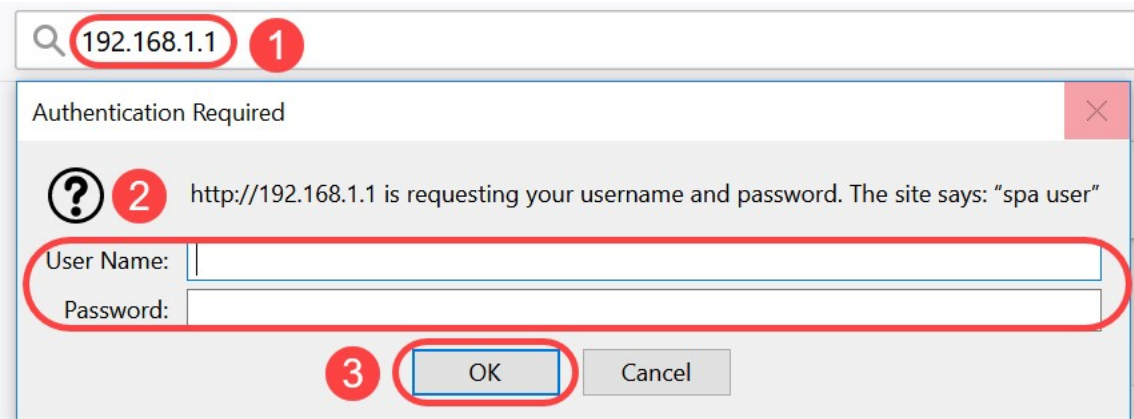 192.168.1.1 1
Authentication Required
2 http://192.168.1.1 is requesting your username and password. The site says: “spa user”
User Name:
Password:
3 OK Cancel